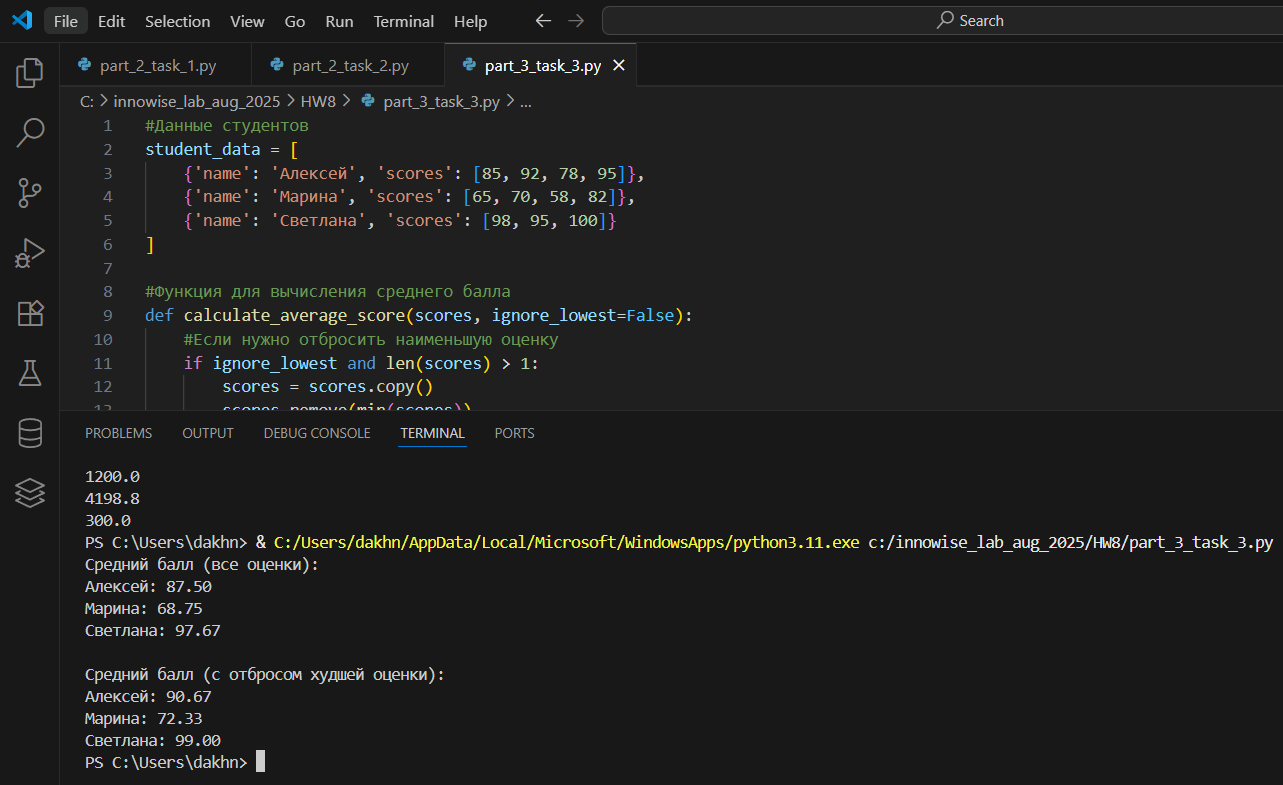 File Edit Selection View Go Run Terminal Help Search
part_2_task_1.py part_2_task_2.py part_3_task_3.py
C: > innowise_lab_aug_2025 > HW8 > part_3_task_3.py > ...
1 #Данные студентов
2 student_data = [
3 {'name': 'Алексей', 'scores': [85, 92, 78, 95]},
4 {'name': 'Марина', 'scores': [65, 70, 58, 82]},
5 {'name': 'Светлана', 'scores': [98, 95, 100]}
6 ]
7
8 #Функция для вычисления среднего балла
9 def calculate_average_score(scores, ignore_lowest=False):
10 #Если нужно отбросить наименьшую оценку
11 if ignore_lowest and len(scores) > 1:
12 scores = scores.copy()
13 scores.remove(min(scores))
PROBLEMS OUTPUT DEBUG CONSOLE TERMINAL PORTS
1200.0
4198.8
300.0
PS C:\Users\dakhn> & C:/Users/dakhn/AppData/Local/Microsoft/WindowsApps/python3.11.exe c:/innowise_lab_aug_2025/HW8/part_3_task_3.py
Средний балл (все оценки):
Алексей: 87.50
Марина: 68.75
Светлана: 97.67
Средний балл (с отбросом худшей оценки):
Алексей: 90.67
Марина: 72.33
Светлана: 99.00
PS C:\Users\dakhn>